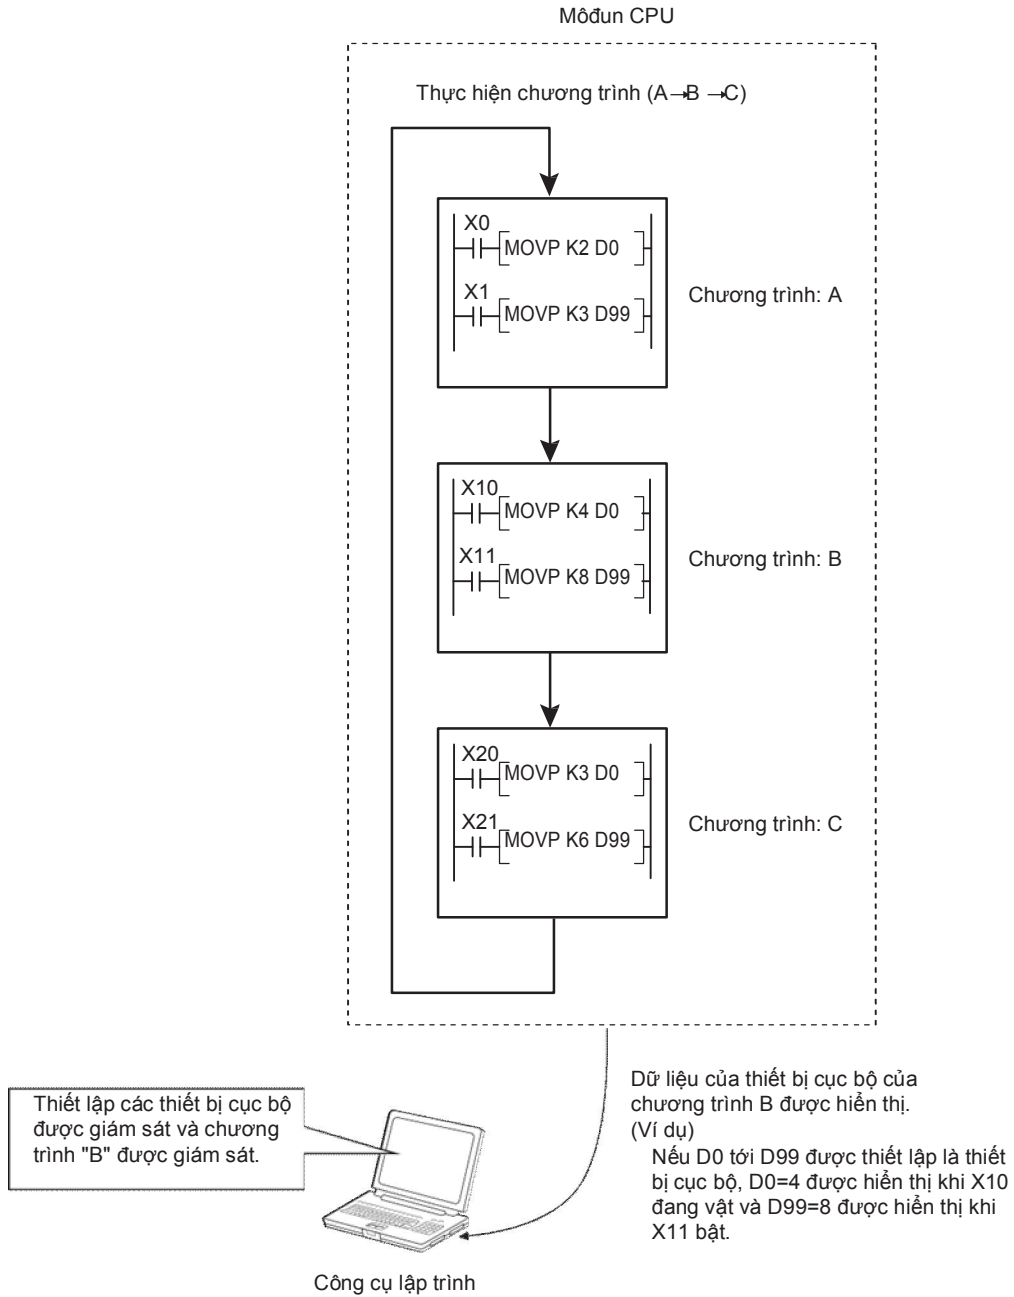 Môđun CPU
Thực hiện chương trình (A→B →C)
X0
MOVP K2 D0
X1
MOVP K3 D99
Chương trình: A
X10
MOVP K4 D0
X11
MOVP K8 D99
Chương trình: B
X20
MOVP K3 D0
X21
MOVP K6 D99
Chương trình: C
Thiết lập các thiết bị cục bộ
được giám sát và chương
trình "B" được giám sát.
Dữ liệu của thiết bị cục bộ của
chương trình B được hiển thị.
(Ví dụ)
Nếu D0 tới D99 được thiết lập là thiết
bị cục bộ, D0=4 được hiển thị khi X10
đang vật và D99=8 được hiển thị khi
X11 bật.
Công cụ lập trình